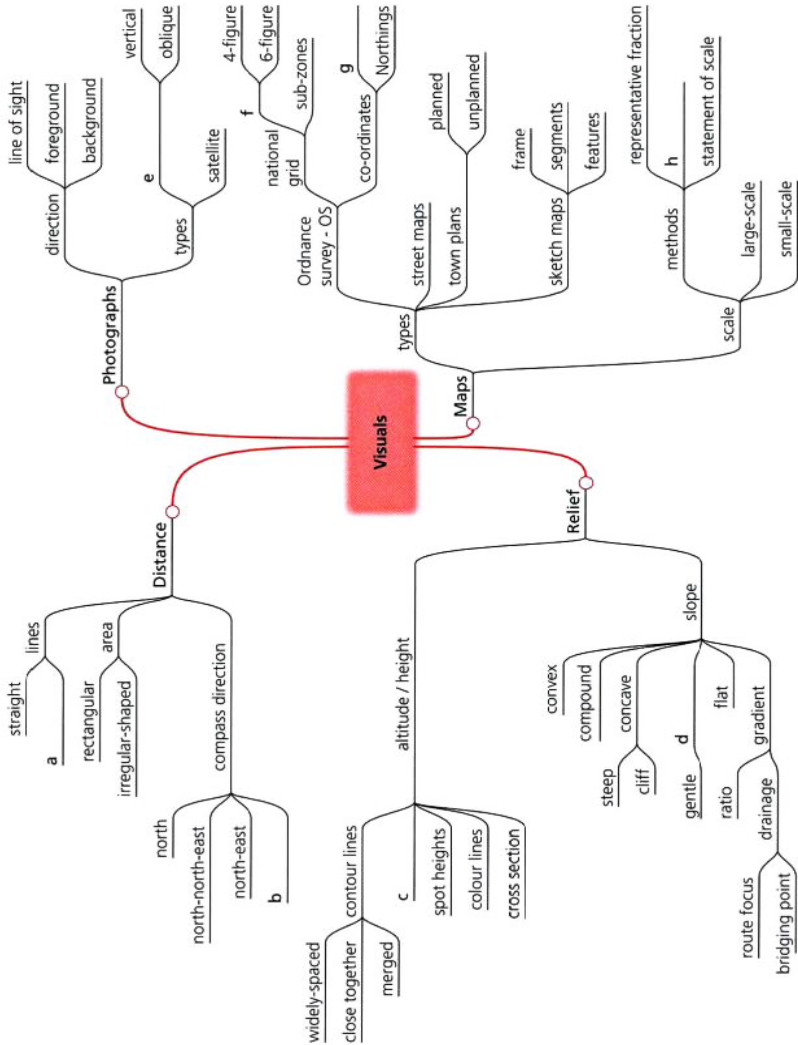 Visuals
Photographs
direction
line of sight
foreground
background
types
e
vertical
oblique
satellite
Maps
types
Ordnance
survey - OS
national
grid
f
4-figure
6-figure
sub-zones
co-ordinates
g
Northings
street maps
town plans
planned
unplanned
sketch maps
frame
segments
features
scale
methods
representative fraction
h
statement of scale
large-scale
small-scale
Distance
lines
straight
a
area
rectangular
irregular-shaped
compass direction
north
north-north-east
north-east
b
Relief
altitude / height
contour lines
widely-spaced
close together
merged
c
spot heights
colour lines
cross section
slope
convex
compound
concave
steep
cliff
d
gentle
flat
gradient
ratio
drainage
route focus
bridging point